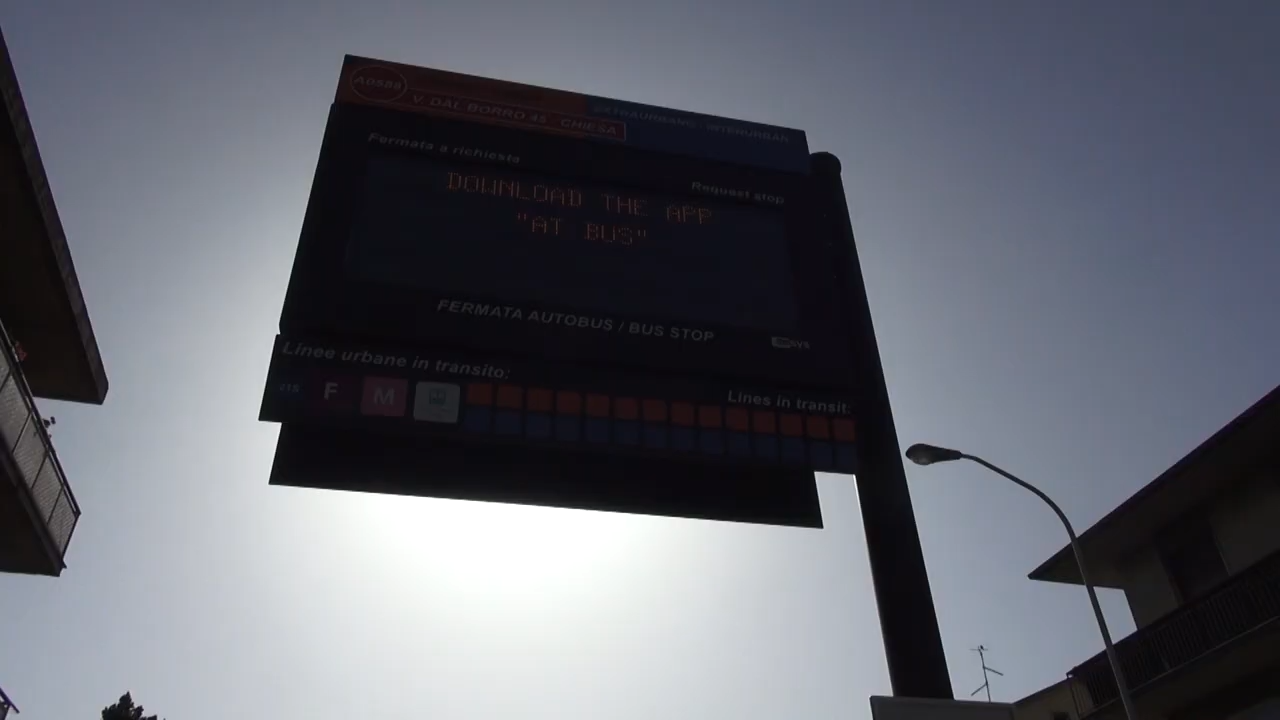 A0588
V. DAL BORRO 45 CHIESA
EXTRAURBANO - INTERURBAN
Fermata a richiesta
Request stop
DOWNLOAD THE APP
"AT BUS"
FERMATA AUTOBUS / BUS STOP
Linee urbane in transito:
Lines in transit:
F
M